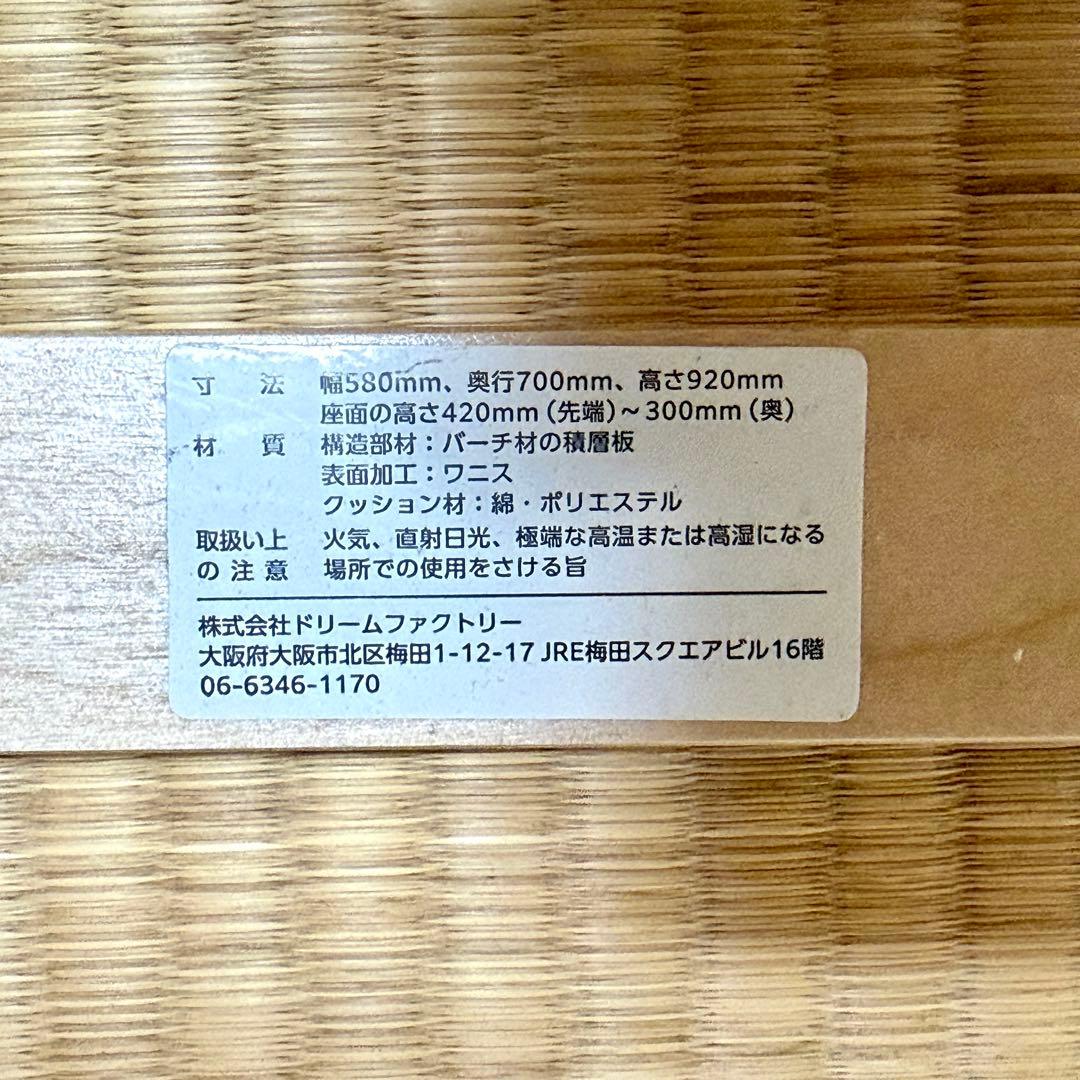 寸　法　幅580mm、奥行700mm、高さ920mm
座面の高さ420mm（先端）～300mm（奥）
材　質　構造部材：バーチ材の積層板
表面加工：ワニス
クッション材：綿・ポリエステル
取扱い上　火気、直射日光、極端な高温または高湿になる
の注意　場所での使用をさける旨
株式会社ドリームファクトリー
大阪府大阪市北区梅田1-12-17 JRE梅田スクエアビル16階
06-6346-1170